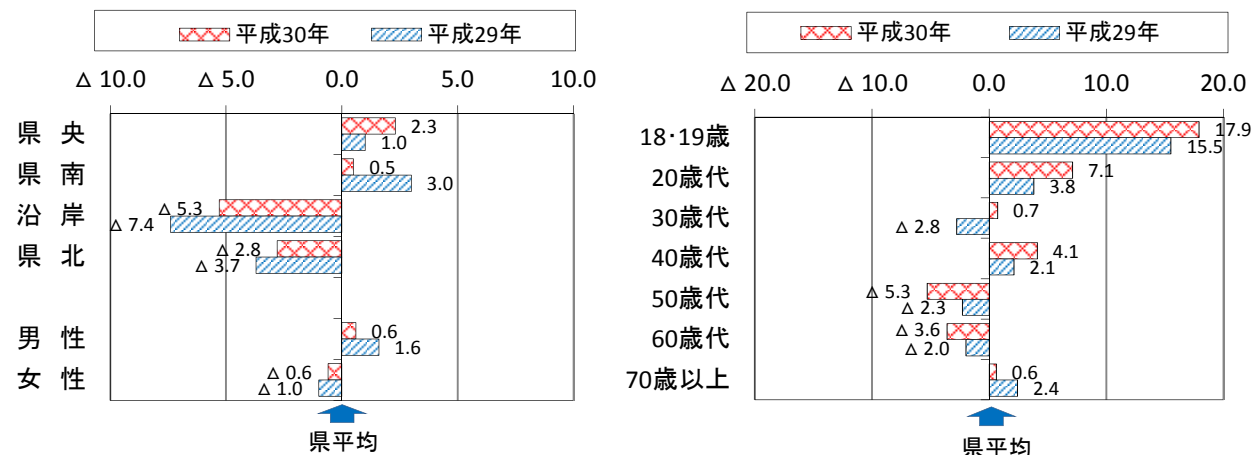 平成30年 平成29年
△ 10.0 △ 5.0 0.0 5.0 10.0
県 央 2.3
1.0
県 南 0.5
3.0
沿 岸 △ 5.3
△ 7.4
県 北 △ 2.8
△ 3.7
男 性 0.6
1.6
女 性 △ 0.6
△ 1.0
県平均
平成30年 平成29年
△ 20.0 △ 10.0 0.0 10.0 20.0
18･19歳 17.9
15.5
20歳代 7.1
3.8
30歳代 0.7
△ 2.8
40歳代 4.1
2.1
50歳代 △ 5.3
△ 2.3
60歳代 △ 3.6
△ 2.0
70歳以上 0.6
2.4
県平均